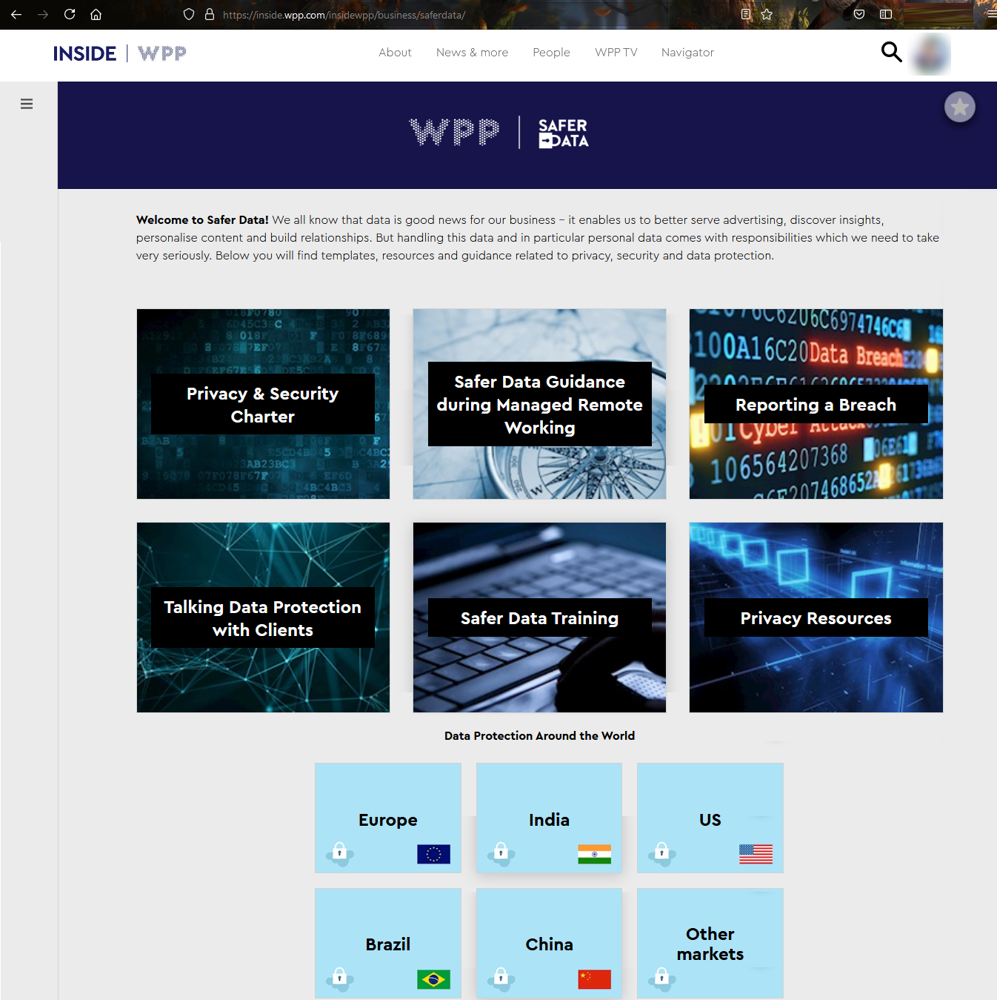 https://inside.wpp.com/insidewpp/business/saferdata/
INSIDE | WPP
About
News & more
People
WPP TV
Navigator
WPP | SAFER DATA
Welcome to Safer Data! We all know that data is good news for our business – it enables us to better serve advertising, discover insights,
personalise content and build relationships. But handling this data and in particular personal data comes with responsibilities which we need to take
very seriously. Below you will find templates, resources and guidance related to privacy, security and data protection.
Privacy & Security
Charter
Safer Data Guidance
during Managed Remote
Working
W
100A16C20 Data Breach
Reporting a Breach
Cyber Attack
106564207368
Talking Data Protection
with Clients
Safer Data Training
Privacy Resources
Data Protection Around the World
Europe
India
US
Brazil
China
Other
markets